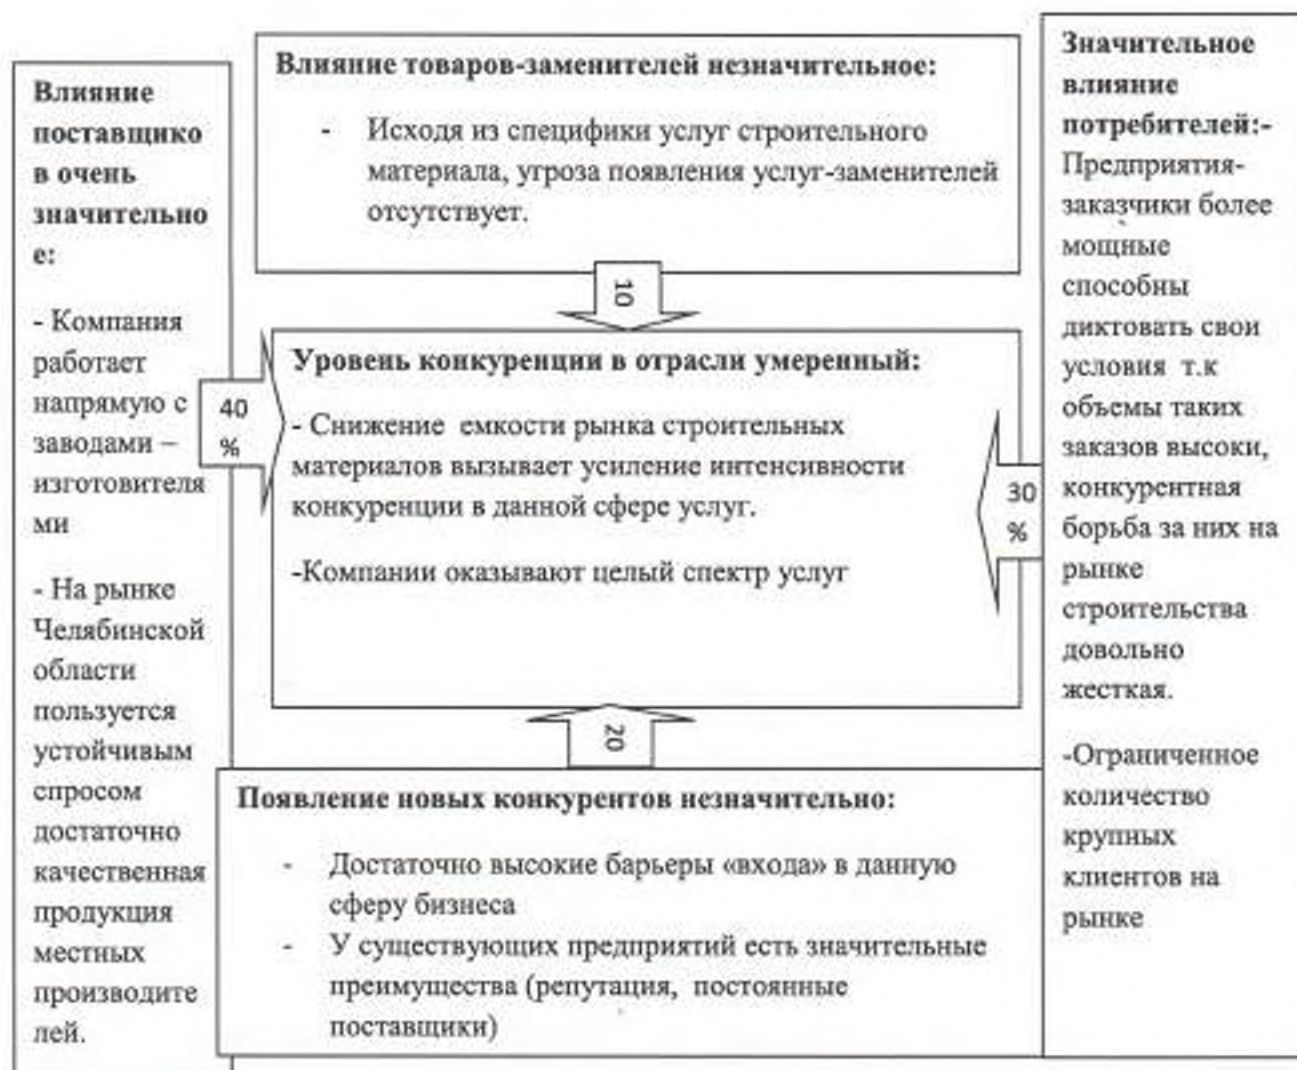 Влияние
поставщико
в очень
значительно
е:
- Компания
работает
напрямую с
заводами –
изготовителя
ми
- На рынке
Челябинской
области
пользуется
устойчивым
спросом
достаточно
качественная
продукция
местных
производите
лей.
Влияние товаров-заменителей незначительное:
- Исходя из специфики услуг строительного
материала, угроза появления услуг-заменителей
отсутствует.
10
40
%
Уровень конкуренции в отрасли умеренный:
- Снижение емкости рынка строительных
материалов вызывает усиление интенсивности
конкуренции в данной сфере услуг.
-Компании оказывают целый спектр услуг
30
%
20
Появление новых конкурентов незначительно:
- Достаточно высокие барьеры «входа» в данную
сферу бизнеса
- У существующих предприятий есть значительные
преимущества (репутация, постоянные
поставщики)
Значительное
влияние
потребителей:-
Предприятия-
заказчики более
мощные
способны
диктовать свои
условия т.к
объемы таких
заказов высоки,
конкурентная
борьба за них на
рынке
строительства
довольно
жесткая.
-Ограниченное
количество
крупных
клиентов на
рынке